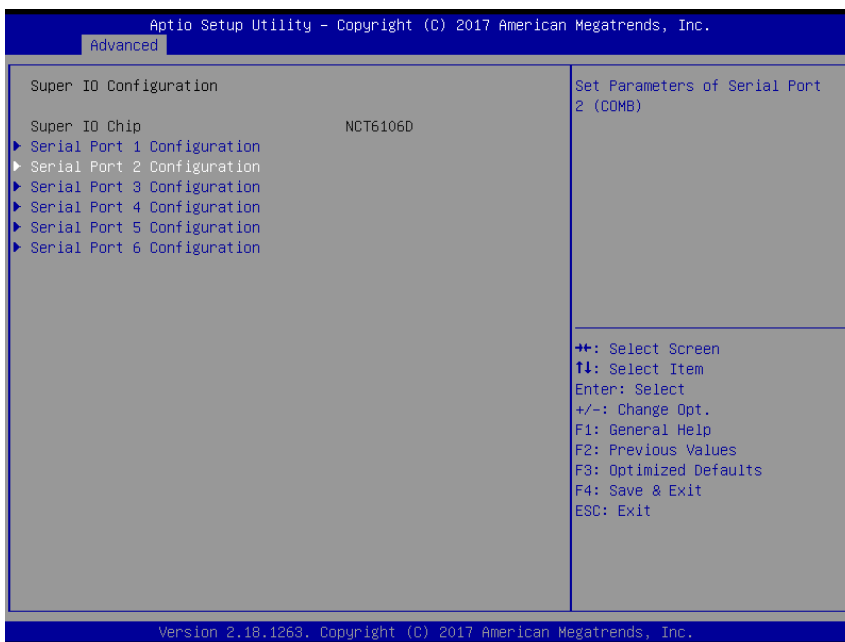 Aptio Setup Utility – Copyright (C) 2017 American Megatrends, Inc.
Advanced
Super IO Configuration
Super IO Chip NCT6106D
Serial Port 1 Configuration
Serial Port 2 Configuration
Serial Port 3 Configuration
Serial Port 4 Configuration
Serial Port 5 Configuration
Serial Port 6 Configuration
Set Parameters of Serial Port
2 (COMB)
→←: Select Screen
↑↓: Select Item
Enter: Select
+/-: Change Opt.
F1: General Help
F2: Previous Values
F3: Optimized Defaults
F4: Save & Exit
ESC: Exit
Version 2.18.1263. Copyright (C) 2017 American Megatrends, Inc.